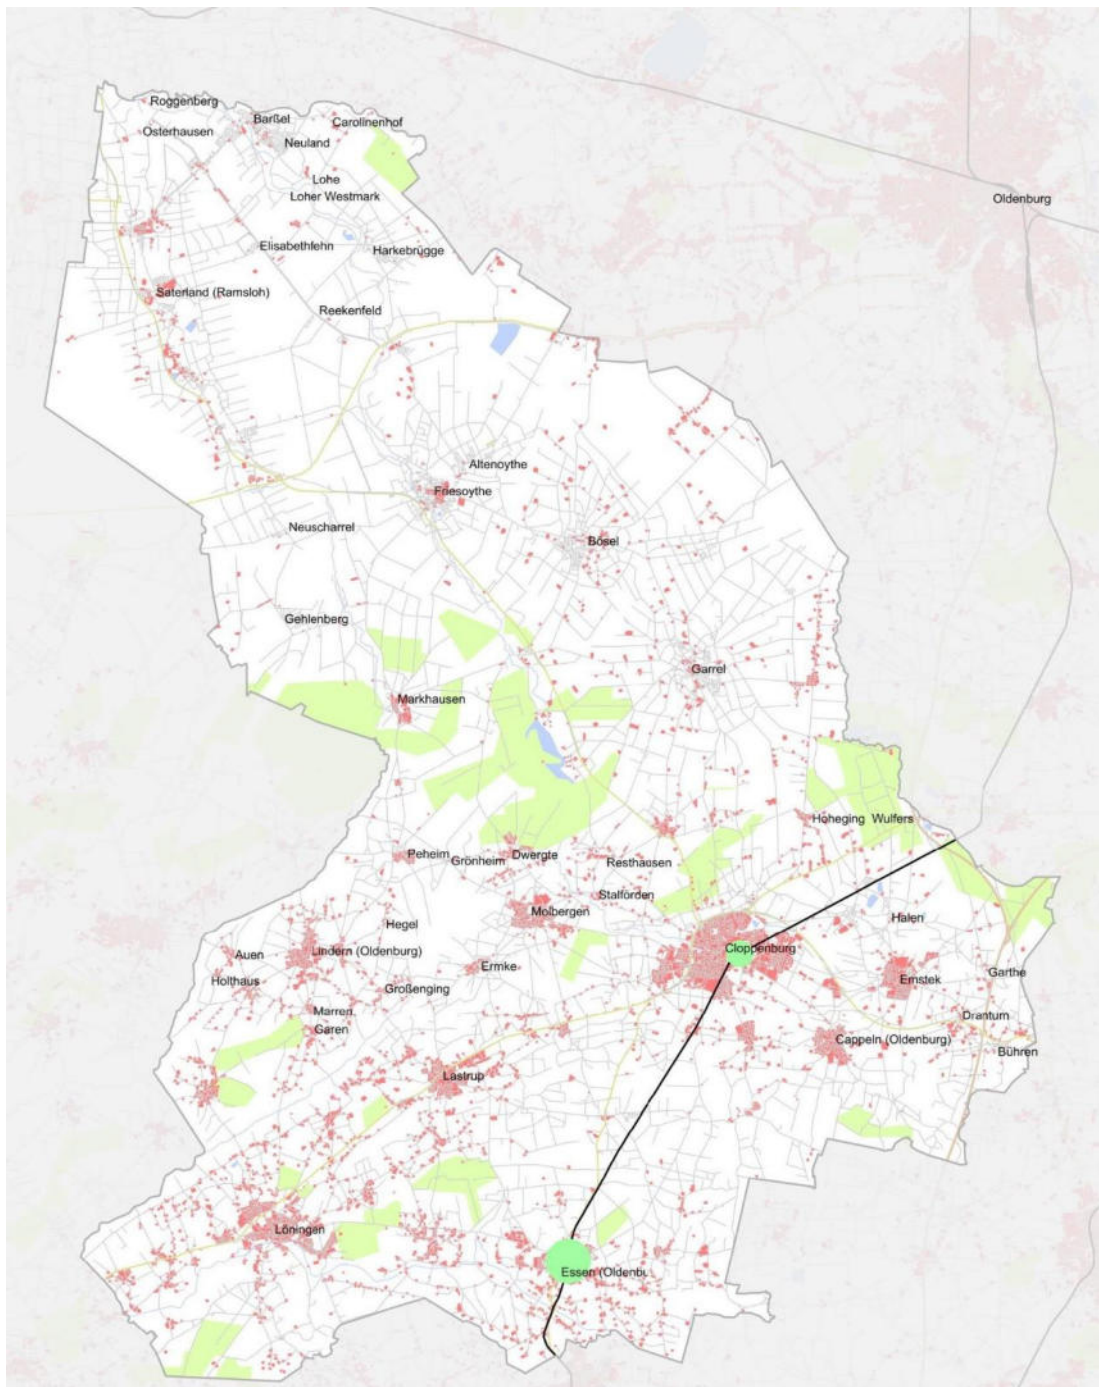 Roggenberg
Barßel
Carolinenhof
Osterhausen
Neuland
Lohe
Loher Westmark
Oldenburg
Elisabethfehn
Harkebrügge
Saterland (Ramsloh)
Reekenfeld
Altenoythe
Friesoythe
Neuscharrel
Bösel
Gehlenberg
Garrel
Markhausen
Hoheging Wulfers
Peheim
Grönheim
Dwergte
Resthausen
Stalförden
Molbergen
Hegel
Halen
Auen
Lindern (Oldenburg)
Cloppenburg
Ermke
Holthaus
Großenging
Emstek
Garthe
Marren
Garen
Drantum
Cappeln (Oldenburg)
Bühren
Lastrup
Löningen
Essen (Oldenbu